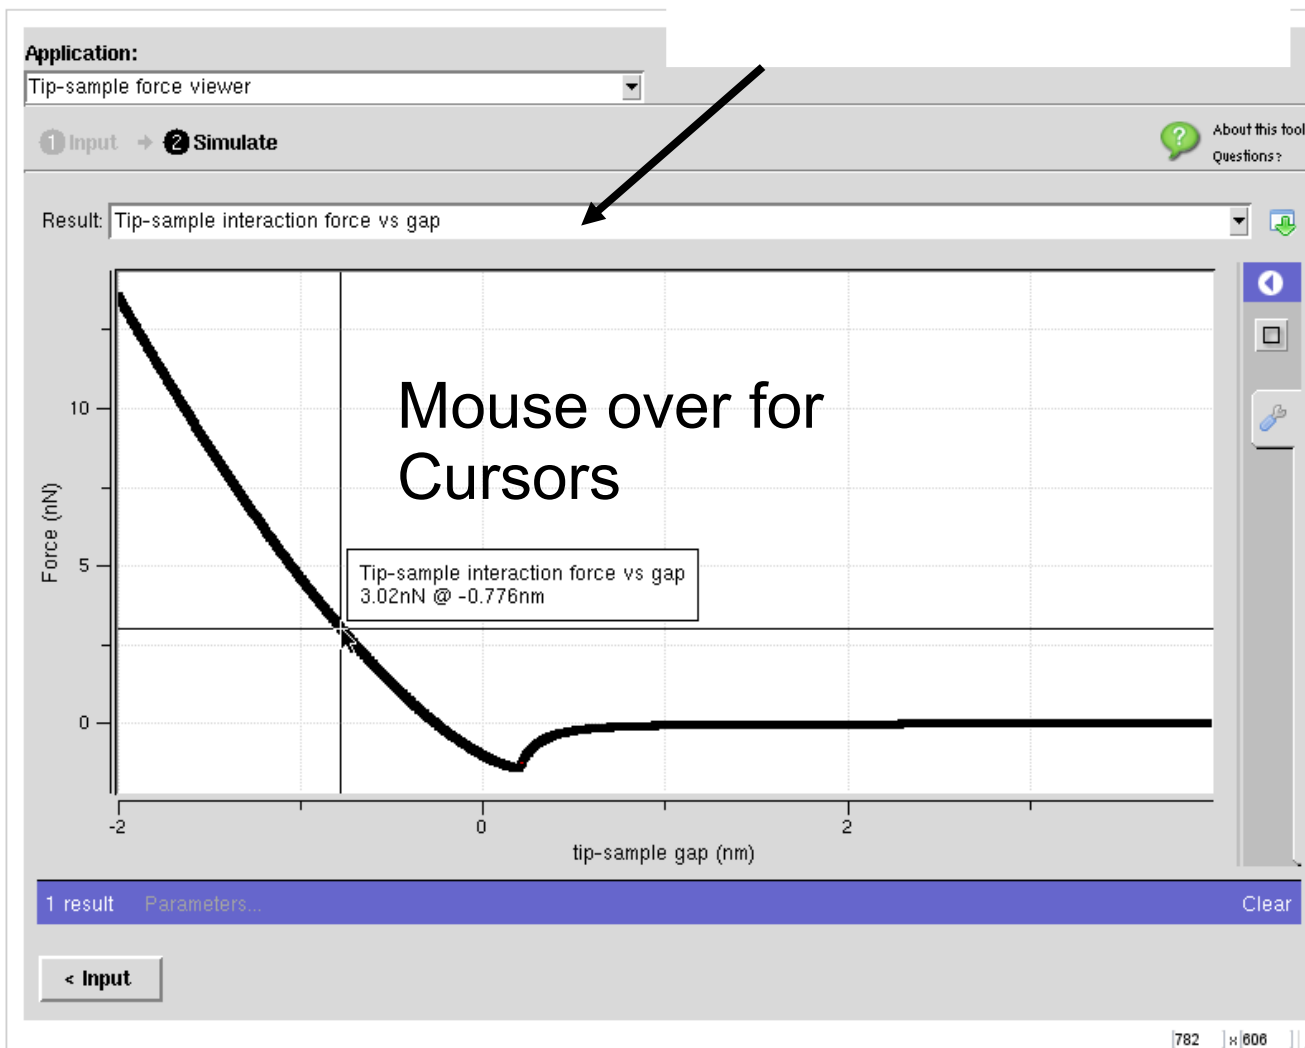 Application:
Tip-sample force viewer
1 Input → 2 Simulate
? About this tool
Questions?
Result: Tip-sample interaction force vs gap
Mouse over for
Cursors
10
5
0
Force (nN)
Tip-sample interaction force vs gap
3.02nN @ -0.776nm
-2 0 2
tip-sample gap (nm)
1 result Parameters... Clear
< Input
782 x 606